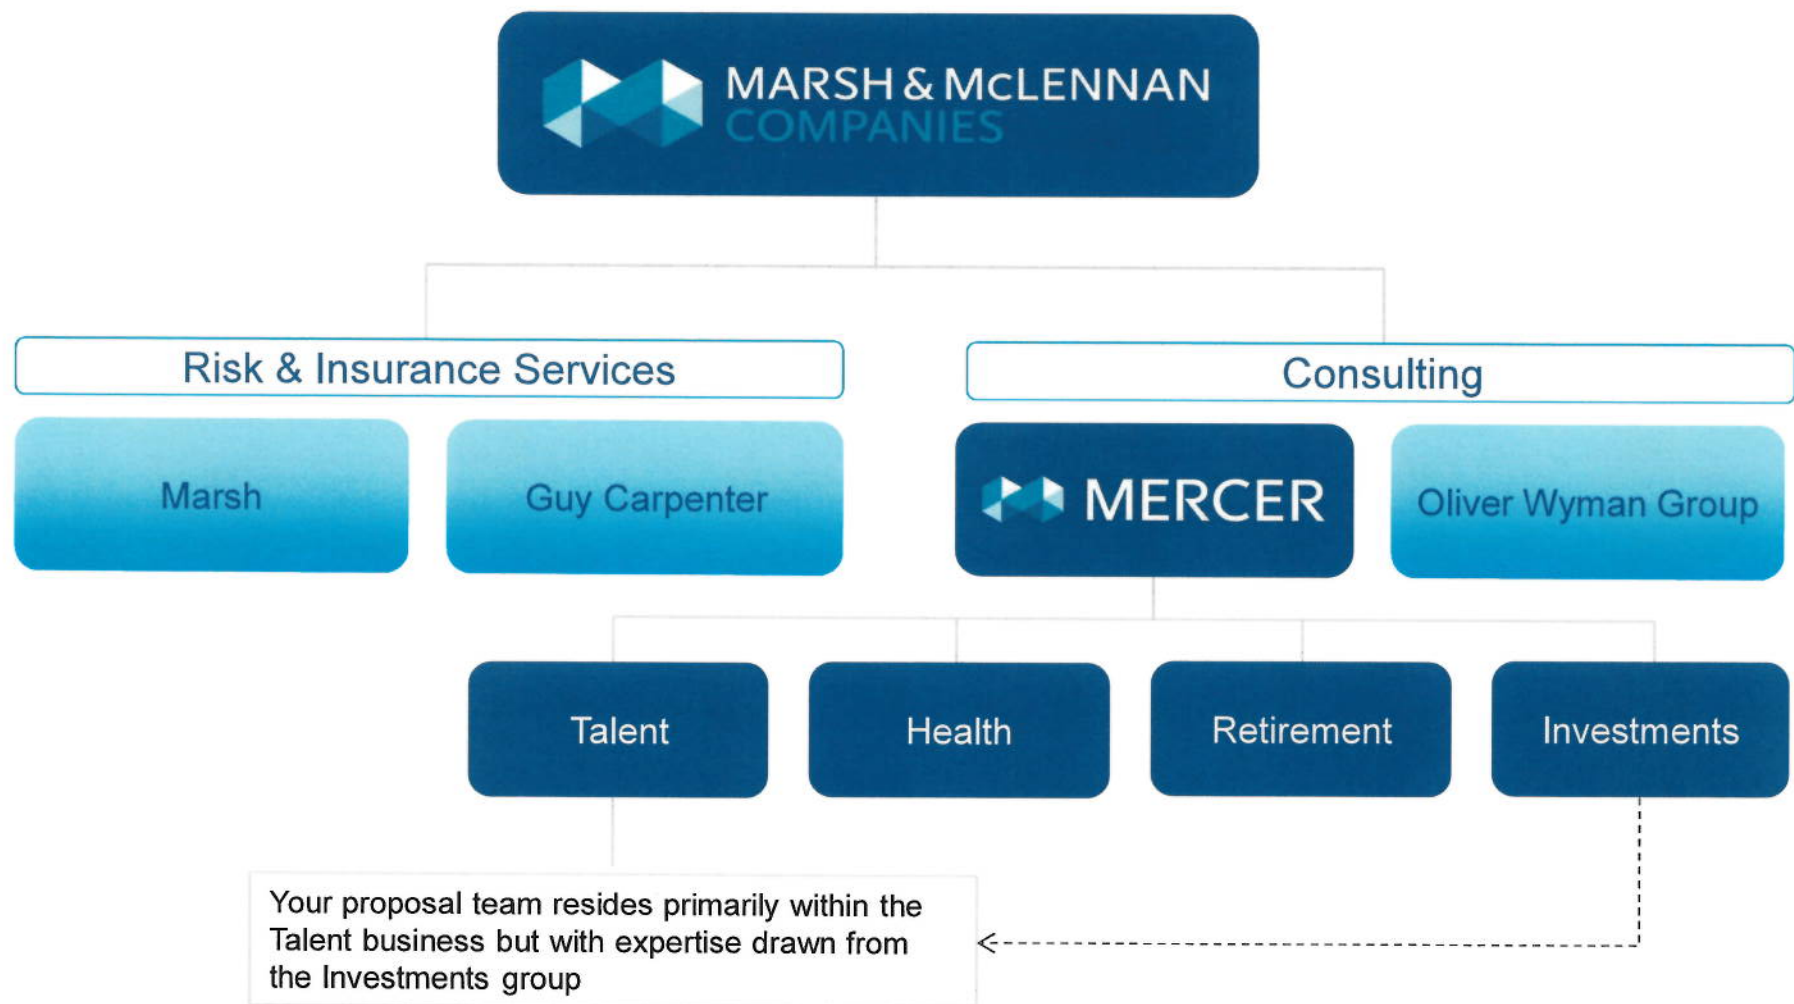 MARSH & McLENNAN
COMPANIES
Risk & Insurance Services
Consulting
Marsh
Guy Carpenter
MERCER
Oliver Wyman Group
Talent
Health
Retirement
Investments
Your proposal team resides primarily within the
Talent business but with expertise drawn from
the Investments group